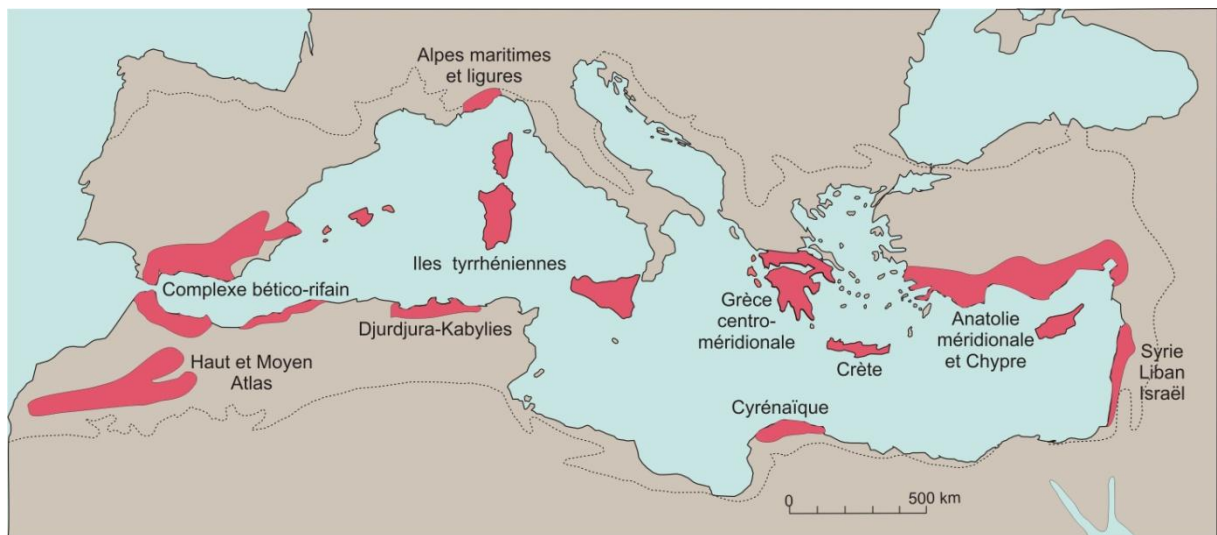 Alpes maritimes
et ligures
Iles tyrrhéniennes
Complexe bético-rifain
Djurdjura-Kabylies
Haut et Moyen
Atlas
Grèce
centro-
méridionale
Crète
Anatolie
méridionale
et Chypre
Syrie
Liban
Israël
Cyrénaïque
0 500 km